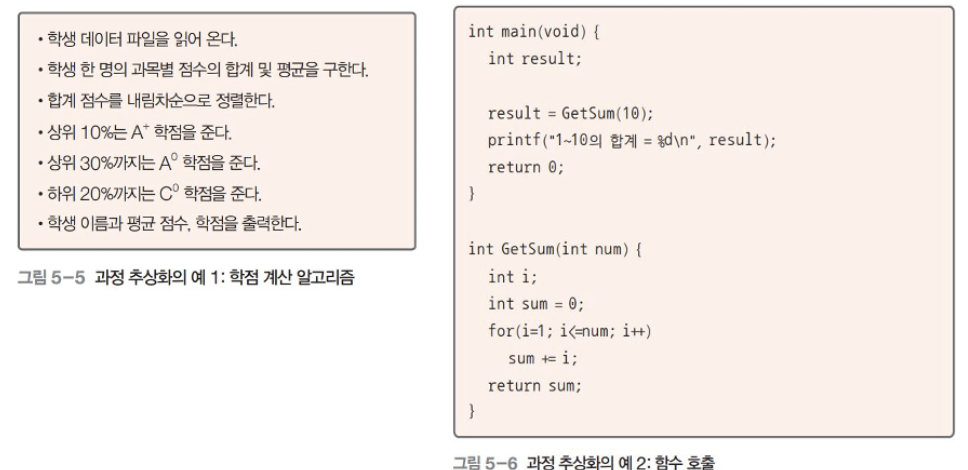 • 학생 데이터 파일을 읽어 온다.
• 학생 한 명의 과목별 점수의 합계 및 평균을 구한다.
• 합계 점수를 내림차순으로 정렬한다.
• 상위 10%는 A⁺ 학점을 준다.
• 상위 30%까지는 A⁰ 학점을 준다.
• 하위 20%까지는 C⁰ 학점을 준다.
• 학생 이름과 평균 점수, 학점을 출력한다.
그림 5-5 과정 추상화의 예 1: 학점 계산 알고리즘
int main(void) {
int result;
result = GetSum(10);
printf("1~10의 합계 = %d\n", result);
return 0;
}
int GetSum(int num) {
int i;
int sum = 0;
for(i=1; i<=num; i++)
sum += i;
return sum;
}
그림 5-6 과정 추상화의 예 2: 함수 호출